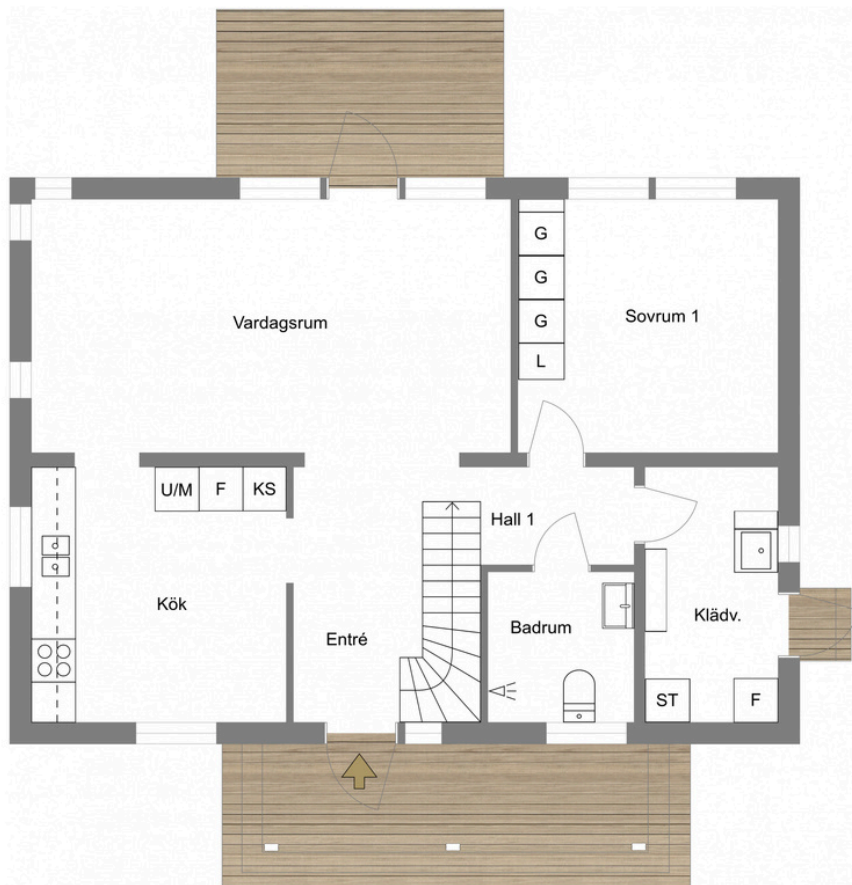 G
G
Vardagsrum
Sovrum 1
G
L
U/M F KS
Hall 1
Kök
Entré
Badrum
Klädv.
ST
F